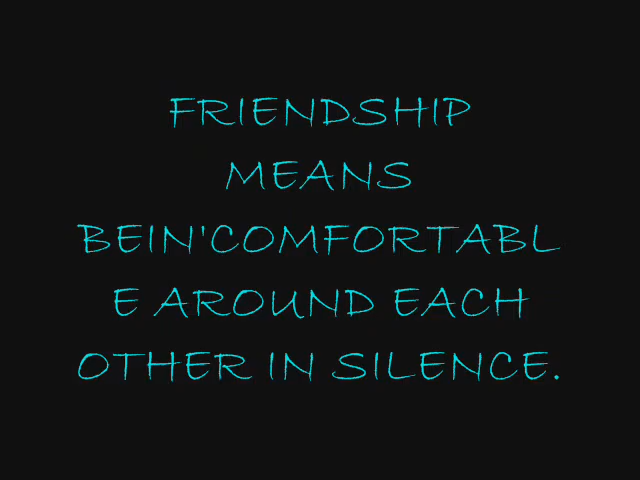 FRIENDSHIP
MEANS
BEIN'COMFORTABL
E AROUND EACH
OTHER IN SILENCE.